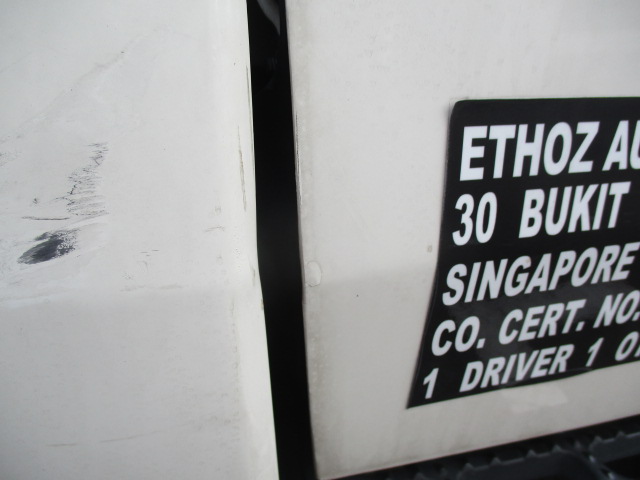 ETHOZ AU
30 BUKIT
SINGAPORE
CO. CERT. NO.
1 DRIVER 1